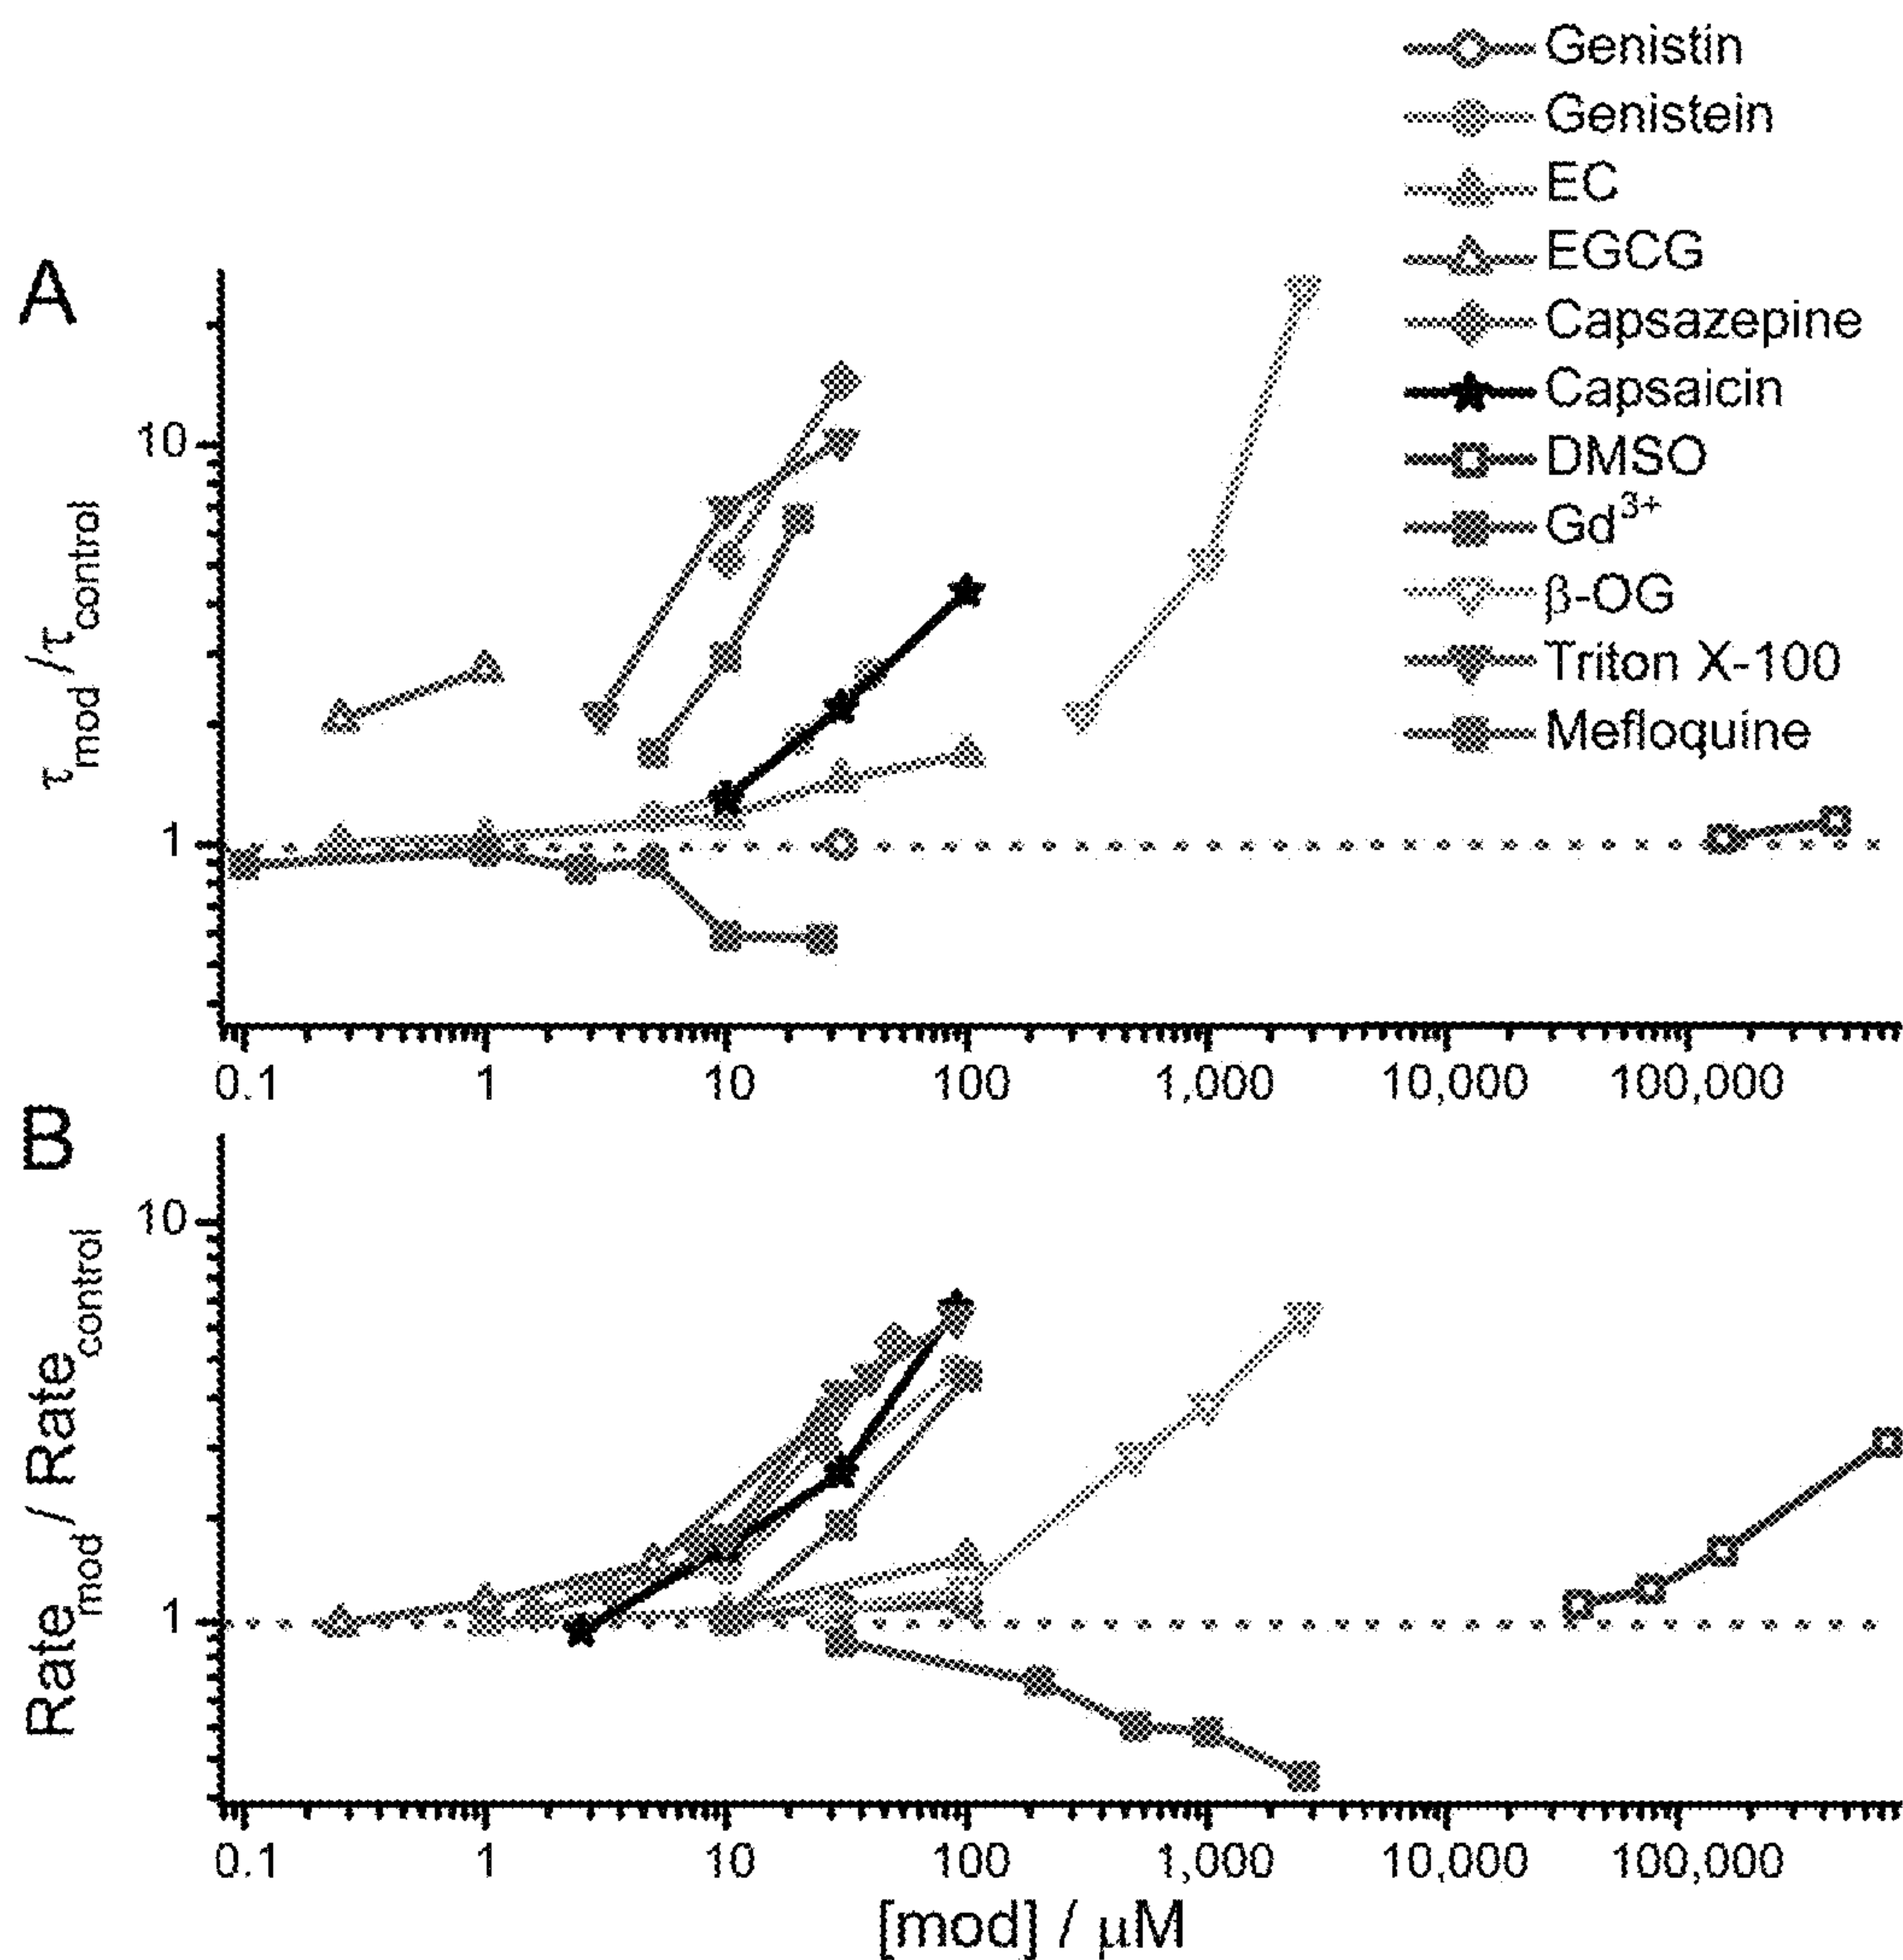 Genistin
Genistein
EC
EGCG
Capsazepine
Capsaicin
DMSO
Gd³⁺
β-OG
Triton X-100
Mefloquine
A
10
1
τmod /τcontrol
0.1 1 10 100 1,000 10,000 100,000
B
10
1
Ratemod / Ratecontrol
0.1 1 10 100 1,000 10,000 100,000
[mod] / μM